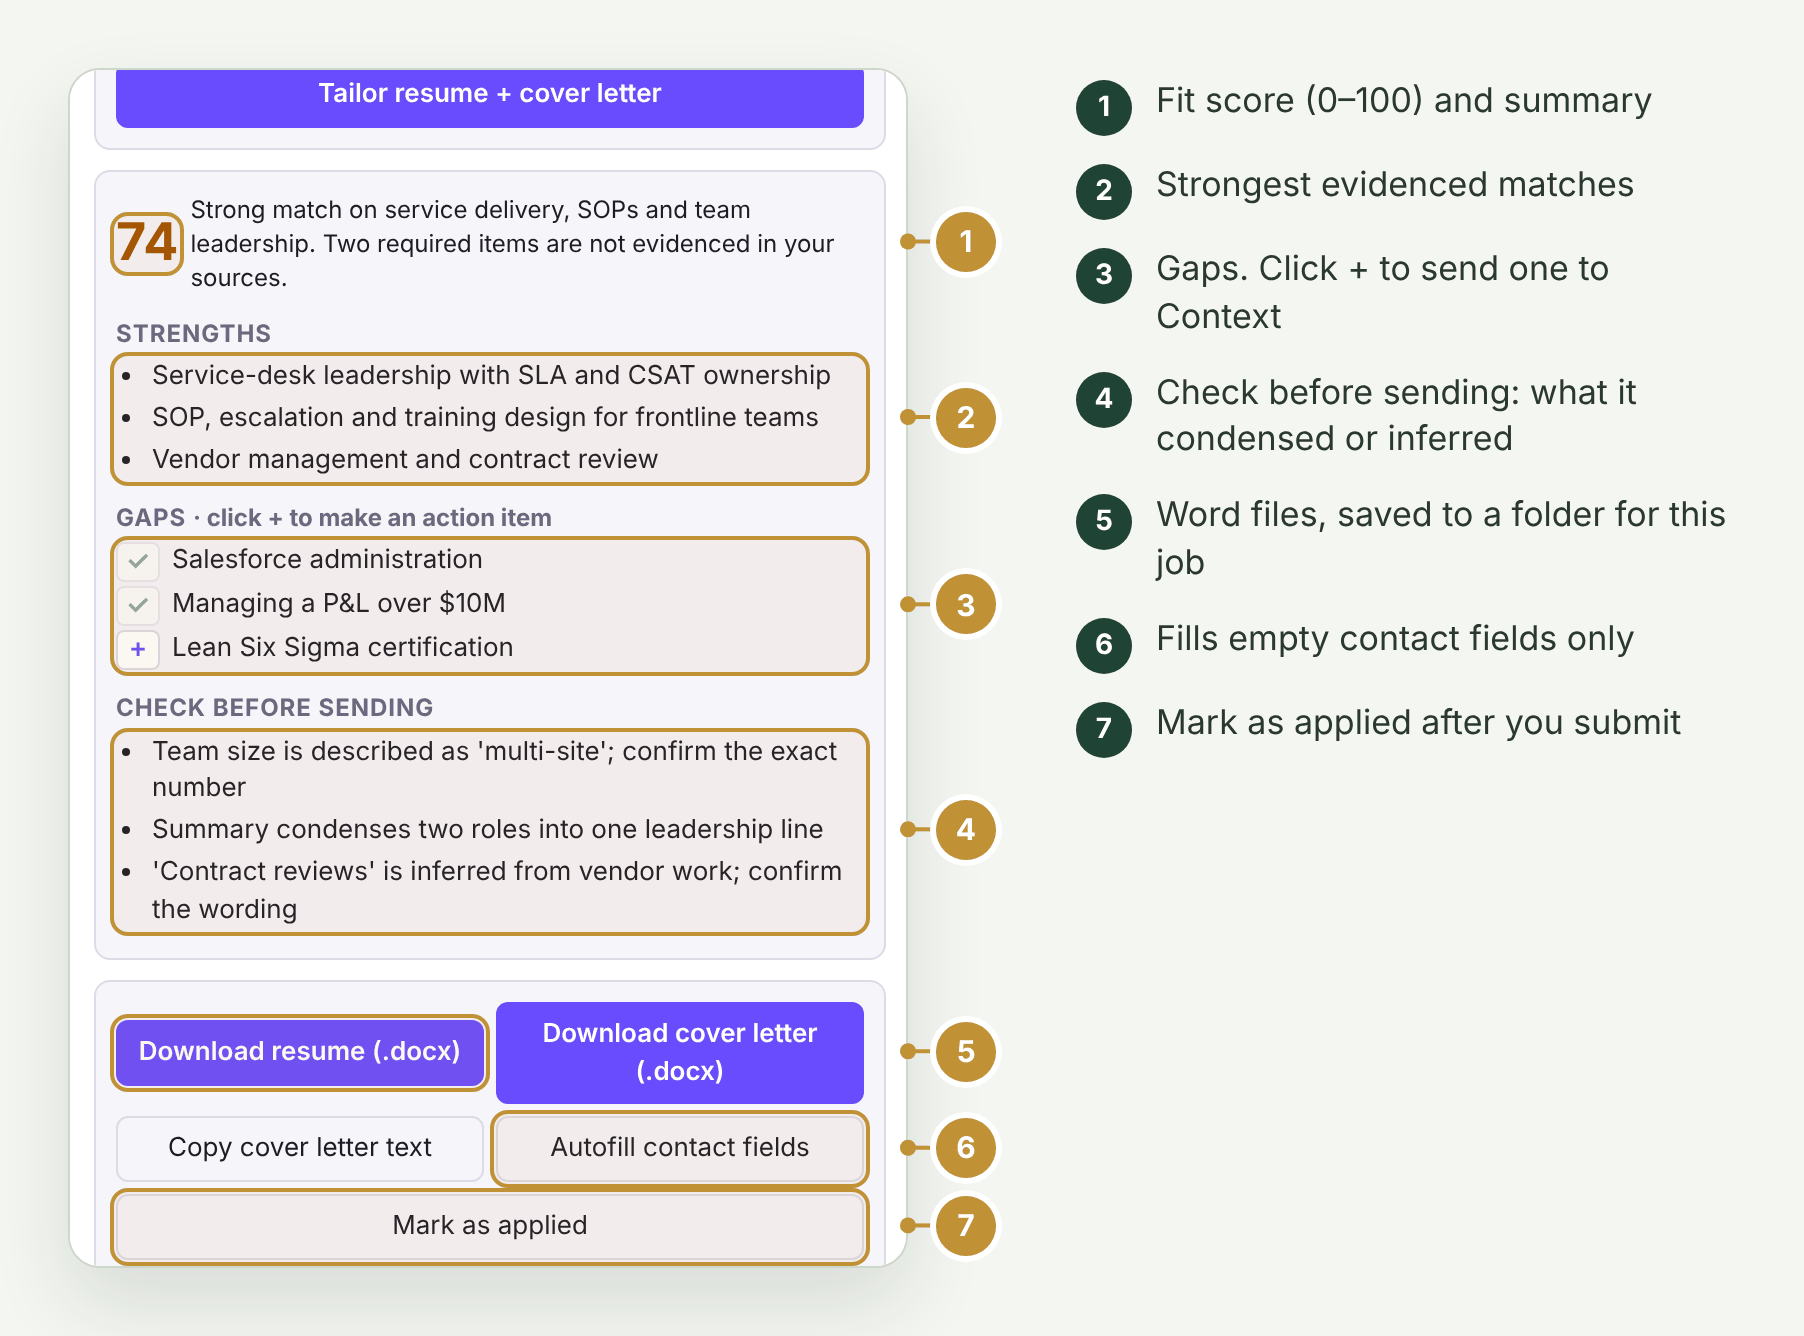 Tailor resume + cover letter
74
Strong match on service delivery, SOPs and team
leadership. Two required items are not evidenced in your
sources.
1
STRENGTHS
• Service-desk leadership with SLA and CSAT ownership
• SOP, escalation and training design for frontline teams
• Vendor management and contract review
2
GAPS · click + to make an action item
✓ Salesforce administration
✓ Managing a P&L over $10M
+ Lean Six Sigma certification
3
CHECK BEFORE SENDING
• Team size is described as 'multi-site'; confirm the exact
number
• Summary condenses two roles into one leadership line
• 'Contract reviews' is inferred from vendor work; confirm
the wording
4
Download resume (.docx)
Download cover letter
(.docx)
5
Copy cover letter text
Autofill contact fields
6
Mark as applied
7
1 Fit score (0–100) and summary
2 Strongest evidenced matches
3 Gaps. Click + to send one to
Context
4 Check before sending: what it
condensed or inferred
5 Word files, saved to a folder for this
job
6 Fills empty contact fields only
7 Mark as applied after you submit